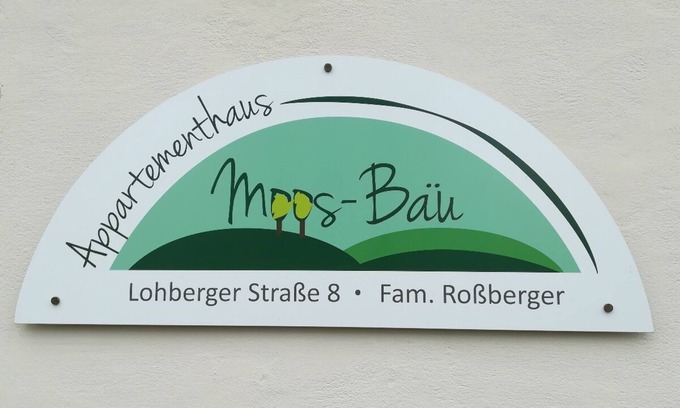 Appartementhaus
Moos-Bäu
Lohberger Straße 8 • Fam. Roßberger